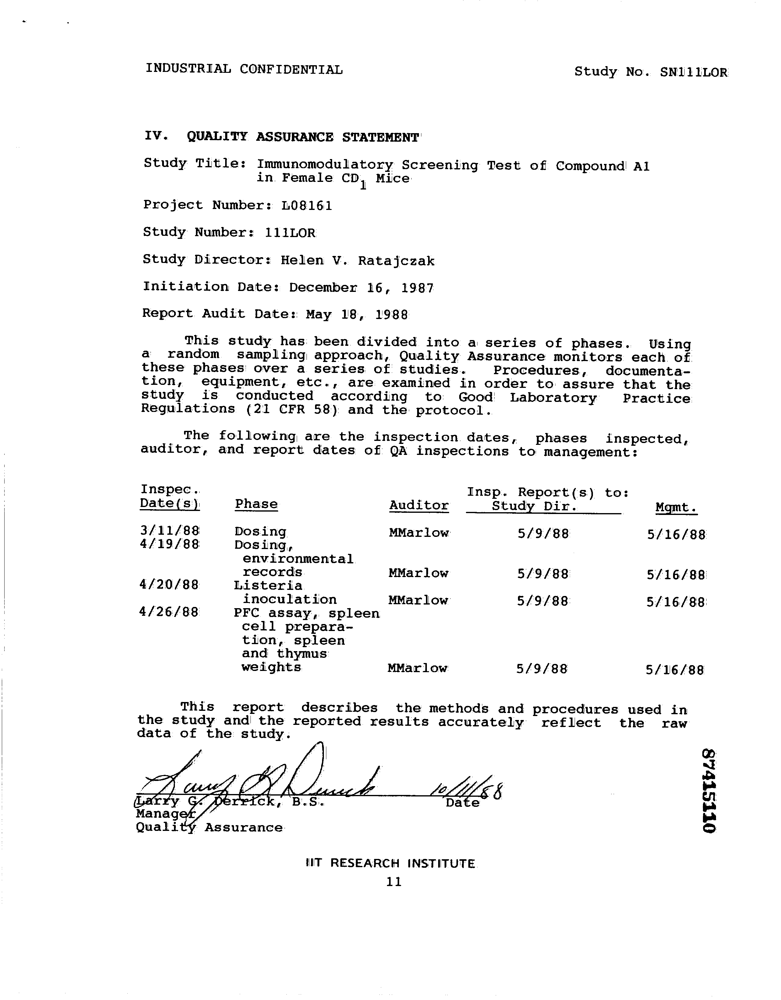 INDUSTRIAL CONFIDENTIAL Study No. SN111LOR
IV. QUALITY ASSURANCE STATEMENT
Study Title: Immunomodulatory Screening Test of Compound A1
in Female CD1 Mice
Project Number: L08161
Study Number: 111LOR
Study Director: Helen V. Ratajczak
Initiation Date: December 16, 1987
Report Audit Date: May 18, 1988
This study has been divided into a series of phases. Using
a random sampling approach, Quality Assurance monitors each of
these phases over a series of studies. Procedures, documenta-
tion, equipment, etc., are examined in order to assure that the
study is conducted according to Good Laboratory Practice
Regulations (21 CFR 58) and the protocol.
The following are the inspection dates, phases inspected,
auditor, and report dates of QA inspections to management:
Inspec. Insp. Report(s) to:
Date(s) Phase Auditor Study Dir. Mgmt.
3/11/88 Dosing MMarlow 5/9/88 5/16/88
4/19/88 Dosing,
environmental
records MMarlow 5/9/88 5/16/88
4/20/88 Listeria
inoculation MMarlow 5/9/88 5/16/88
4/26/88 PFC assay, spleen
cell prepara-
tion, spleen
and thymus
weights MMarlow 5/9/88 5/16/88
This report describes the methods and procedures used in
the study and the reported results accurately reflect the raw
data of the study.
Larry G Derrick 10/11/88
Larry G. Derrick, B.S. Date
Manager
Quality Assurance
87415110
IIT RESEARCH INSTITUTE
11